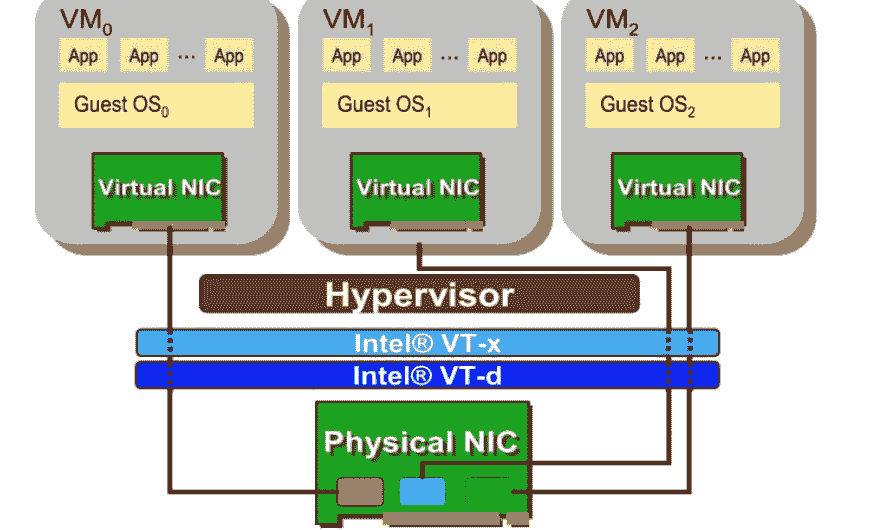 VM0 VM1 VM2
App App ... App App App ... App App App ... App
Guest OS0 Guest OS1 Guest OS2
Virtual NIC Virtual NIC Virtual NIC
Hypervisor
Intel® VT-x
Intel® VT-d
Physical NIC